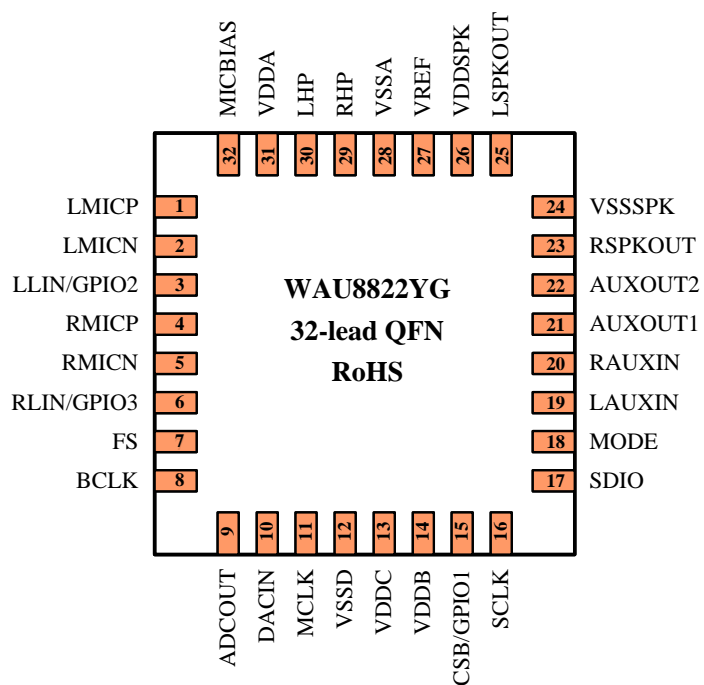 MICBIAS
VDDA
LHP
RHP
VSSA
VREF
VDDSPK
LSPKOUT
32
31
30
29
28
27
26
25
LMICP 1
LMICN 2
LLIN/GPIO2 3
RMICP 4
RMICN 5
RLIN/GPIO3 6
FS 7
BCLK 8
WAU8822YG
32-lead QFN
RoHS
24 VSSSPK
23 RSPKOUT
22 AUXOUT2
21 AUXOUT1
20 RAUXIN
19 LAUXIN
18 MODE
17 SDIO
9
10
11
12
13
14
15
16
ADCOUT
DACIN
MCLK
VSSD
VDDC
VDDB
CSB/GPIO1
SCLK